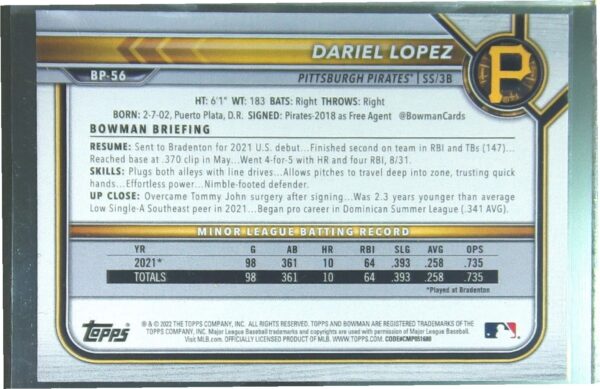 DARIEL LOPEZ
BP-56
PITTSBURGH PIRATES® | SS/3B
P
HT: 6'1" WT: 183 BATS: Right THROWS: Right
BORN: 2-7-02, Puerto Plata, D.R. SIGNED: Pirates-2018 as Free Agent @BowmanCards
BOWMAN BRIEFING
RESUME: Sent to Bradenton for 2021 U.S. debut...Finished second on team in RBI and TBs (147)...
Reached base at .370 clip in May...Went 4-for-5 with HR and four RBI, 8/31.
SKILLS: Plugs both alleys with line drives...Allows pitches to travel deep into zone, trusting quick
hands...Effortless power...Nimble-footed defender.
UP CLOSE: Overcame Tommy John surgery after signing...Was 2.3 years younger than average
Low Single-A Southeast peer in 2021...Began pro career in Dominican Summer League (.341 AVG).
MINOR LEAGUE BATTING RECORD
YR G AB HR RBI SLG AVG OPS
2021* 98 361 10 64 .393 .258 .735
TOTALS 98 361 10 64 .393 .258 .735
*Played at Bradenton
Topps
® & © 2022 THE TOPPS COMPANY, INC. ALL RIGHTS RESERVED. TOPPS AND BOWMAN ARE REGISTERED TRADEMARKS OF THE
TOPPS COMPANY, INC. Major League Baseball trademarks and copyrights are used with permission of Major League Baseball.
Visit MLB.com. OFFICIALLY LICENSED PRODUCT OF MLB. WWW.TOPPS.COM. CODE#CMP051680